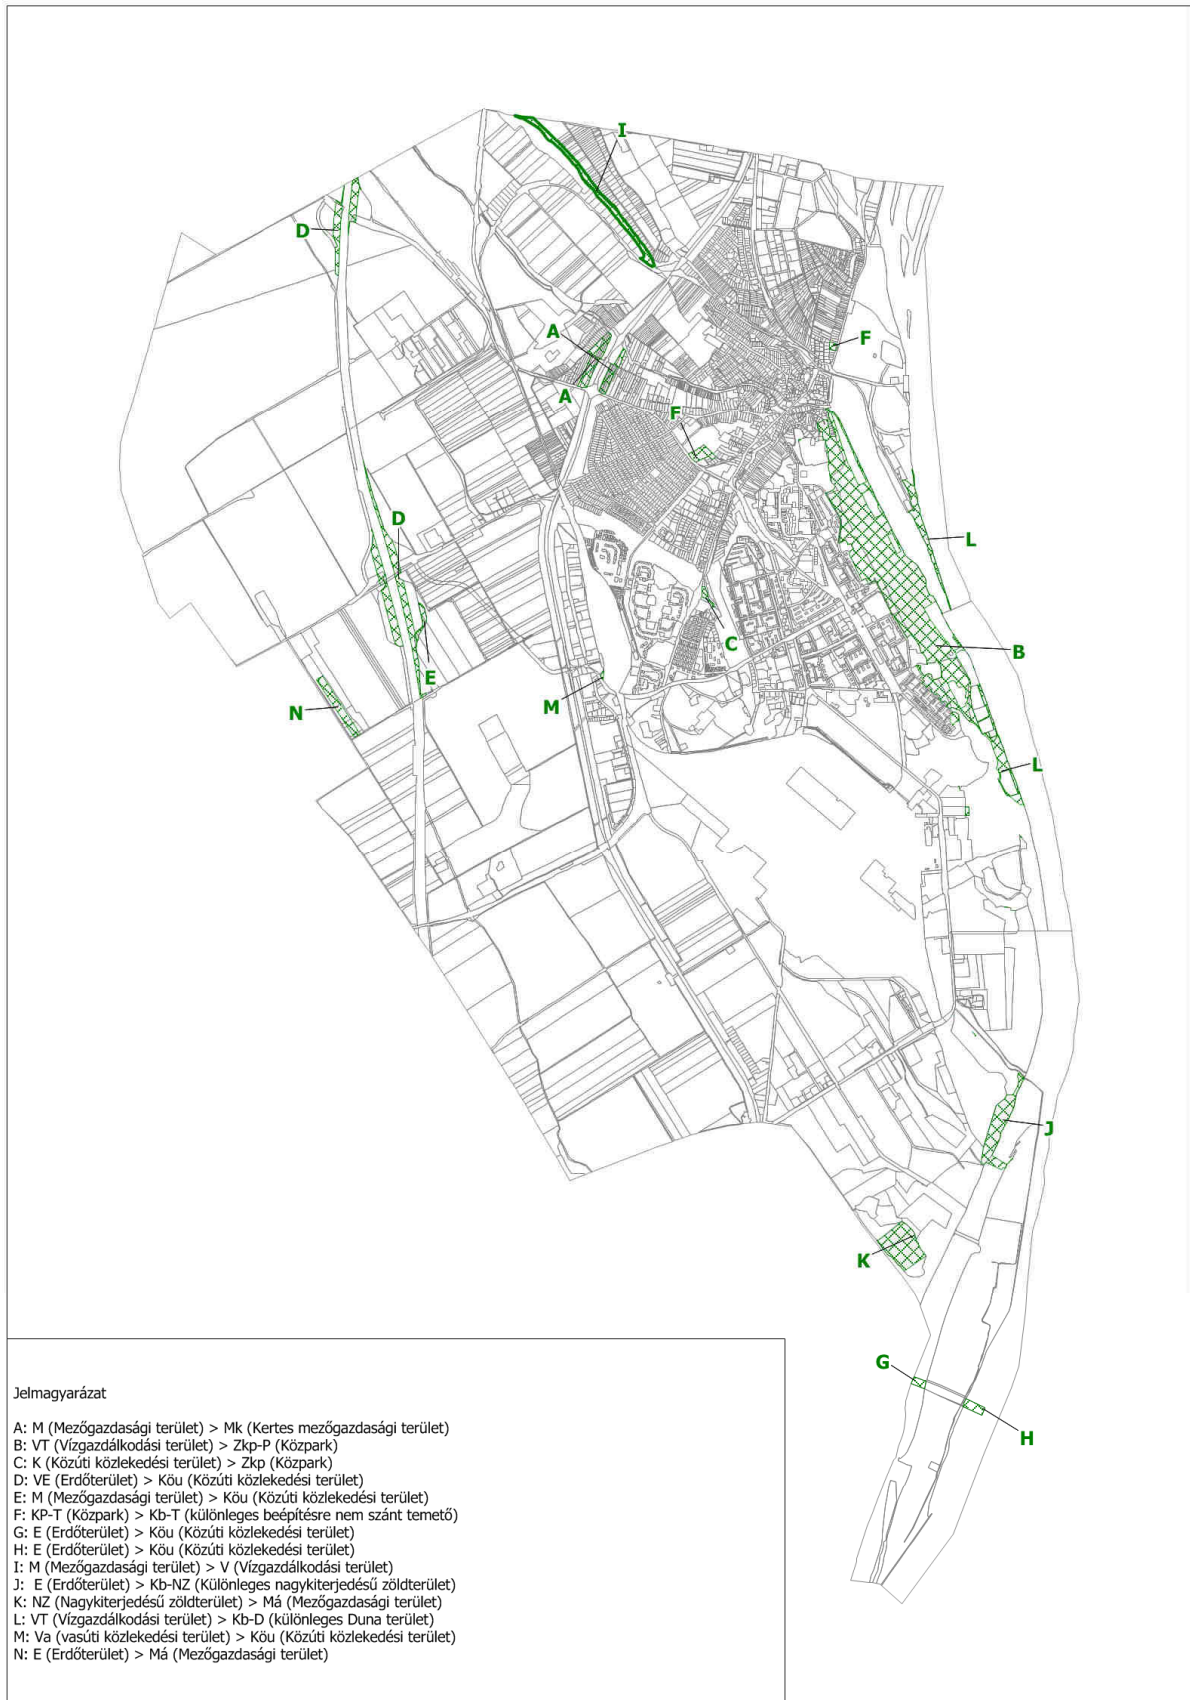 I
D
A
F
A
F
D
L
C
B
E
M
N
L
J
K
G
H
Jelmagyarázat
A: M (Mezőgazdasági terület) > Mk (Kertes mezőgazdasági terület)
B: VT (Vízgazdálkodási terület) > Zkp-P (Közpark)
C: K (Közúti közlekedési terület) > Zkp (Közpark)
D: VE (Erdőterület) > Köu (Közúti közlekedési terület)
E: M (Mezőgazdasági terület) > Köu (Közúti közlekedési terület)
F: KP-T (Közpark) > Kb-T (különleges beépítésre nem szánt temető)
G: E (Erdőterület) > Köu (Közúti közlekedési terület)
H: E (Erdőterület) > Köu (Közúti közlekedési terület)
I: M (Mezőgazdasági terület) > V (Vízgazdálkodási terület)
J: E (Erdőterület) > Kb-NZ (Különleges nagykiterjedésű zöldterület)
K: NZ (Nagykiterjedésű zöldterület) > Má (Mezőgazdasági terület)
L: VT (Vízgazdálkodási terület) > Kb-D (különleges Duna terület)
M: Va (vasúti közlekedési terület) > Köu (Közúti közlekedési terület)
N: E (Erdőterület) > Má (Mezőgazdasági terület)